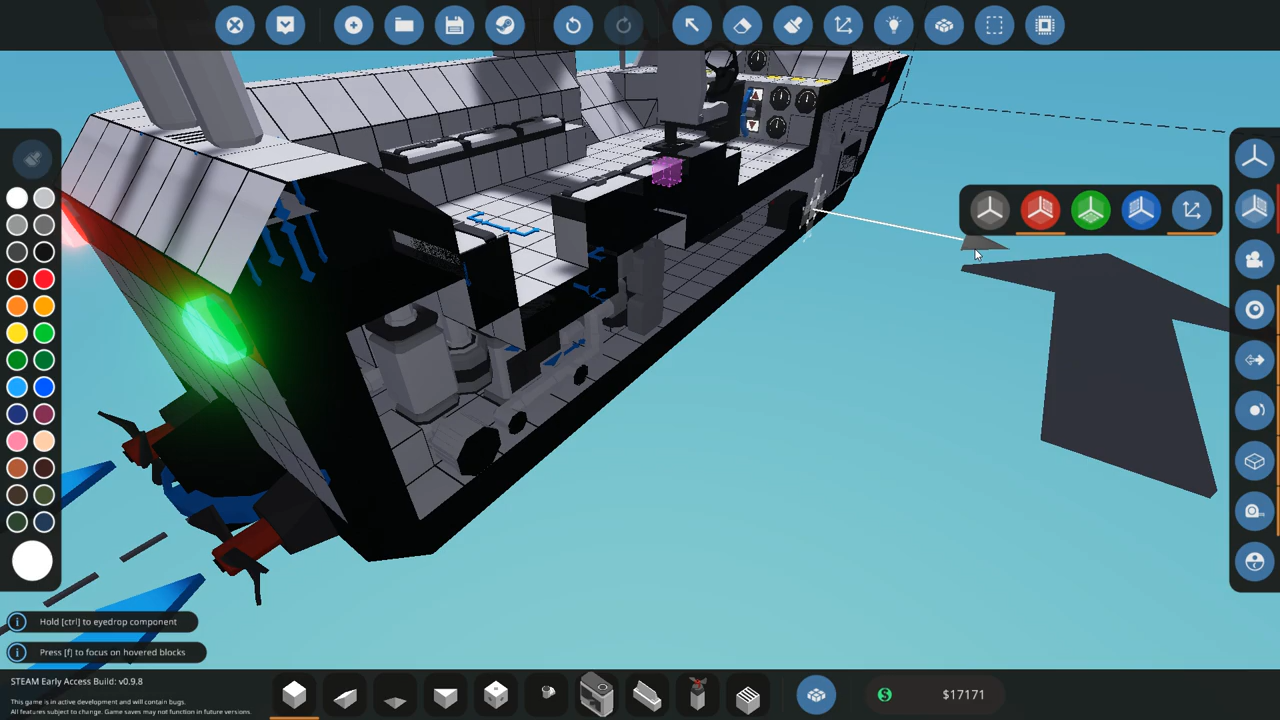 Hold [ctrl] to eyedrop component
Press [f] to focus on hovered blocks
STEAM Early Access Build: v0.9.8
This game is in active development and will contain bugs.
All features subject to change. Game saves may not function in future versions.
$17171